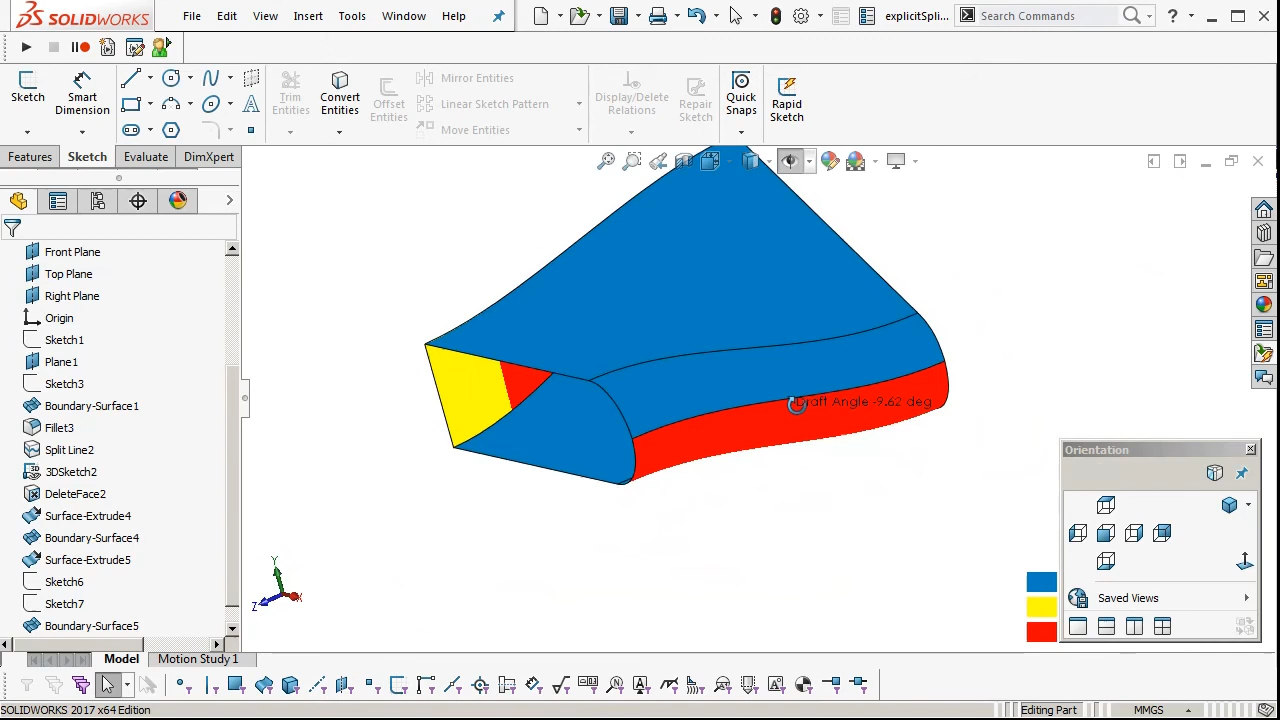 SOLIDWORKS File Edit View Insert Tools Window Help explicitSpli... Search Commands
Sketch Smart Dimension Trim Entities Convert Entities Offset Entities Mirror Entities Linear Sketch Pattern Move Entities Display/Delete Relations Repair Sketch Quick Snaps Rapid Sketch
Features Sketch Evaluate DimXpert
Front Plane
Top Plane
Right Plane
Origin
Sketch1
Plane1
Sketch3
Boundary-Surface1
Fillet3
Split Line2
3DSketch2
DeleteFace2
Surface-Extrude4
Boundary-Surface4
Surface-Extrude5
Sketch6
Sketch7
Boundary-Surface5
Draft Angle -9.62 deg
Y
Z
X
Orientation
Saved Views
Model Motion Study 1
SOLIDWORKS 2017 x64 Edition Editing Part MMGS